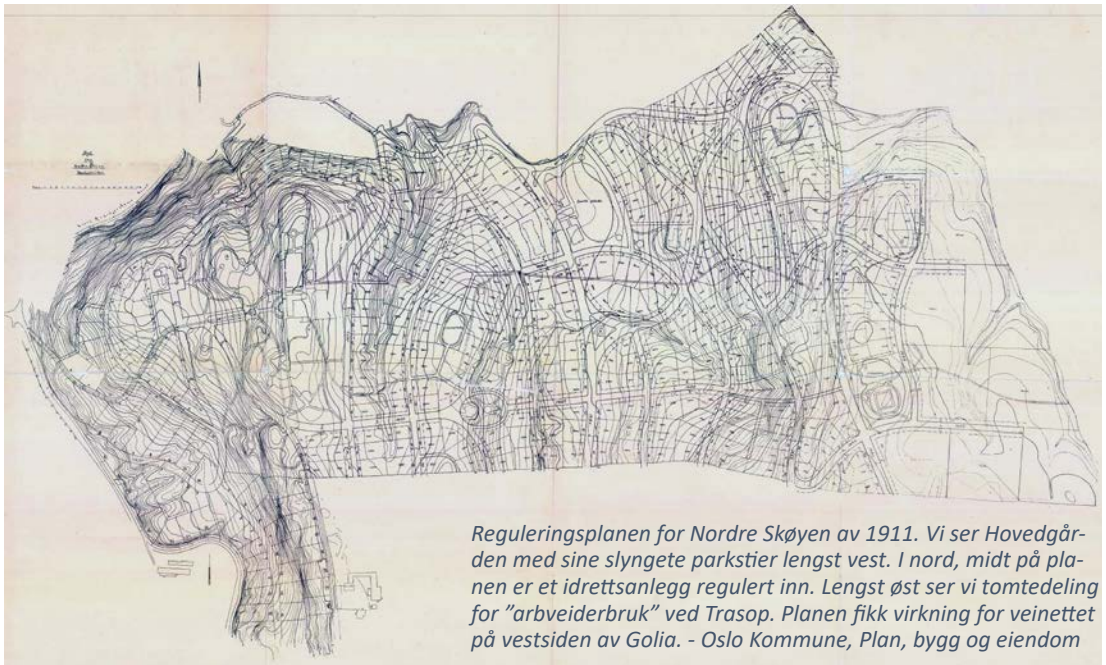 Reguleringsplanen for Nordre Skøyen av 1911. Vi ser Hovedgår-
den med sine slyngete parkstier lengst vest. I nord, midt på pla-
nen er et idrettsanlegg regulert inn. Lengst øst ser vi tomtedeling
for ”arbveiderbruk” ved Trasop. Planen fikk virkning for veinettet
på vestsiden av Golia. - Oslo Kommune, Plan, bygg og eiendom